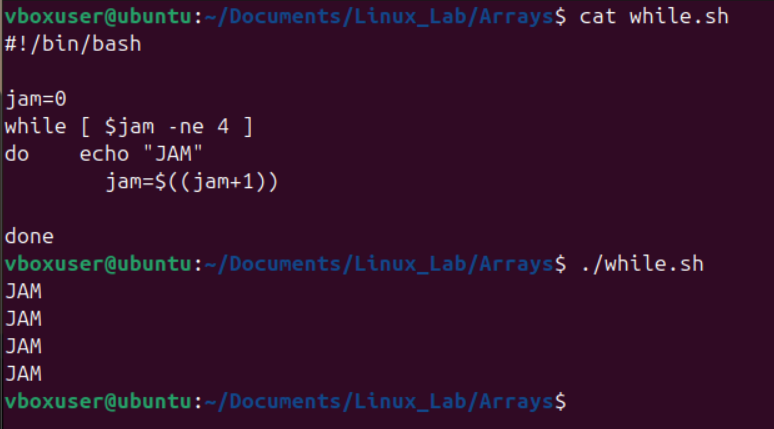 vboxuser@ubuntu:~/Documents/Linux_Lab/Arrays$ cat while.sh
#!/bin/bash
jam=0
while [ $jam -ne 4 ]
do    echo "JAM"
        jam=$((jam+1))
done
vboxuser@ubuntu:~/Documents/Linux_Lab/Arrays$ ./while.sh
JAM
JAM
JAM
JAM
vboxuser@ubuntu:~/Documents/Linux_Lab/Arrays$